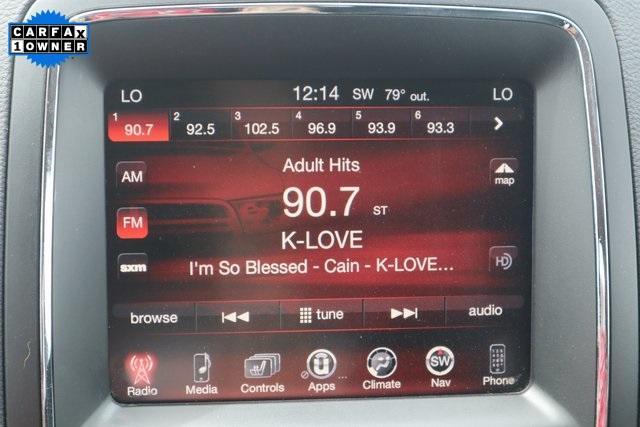 CARFAX
1 OWNER
LO 12:14 SW 79° out. LO
1 90.7 2 92.5 3 102.5 4 96.9 5 93.9 6 93.3
Adult Hits
AM map
90.7 ST
FM
K-LOVE
sxm I'm So Blessed - Cain - K-LOVE... HD
browse tune audio
Radio Media Controls Apps ... Climate SW Nav Phone